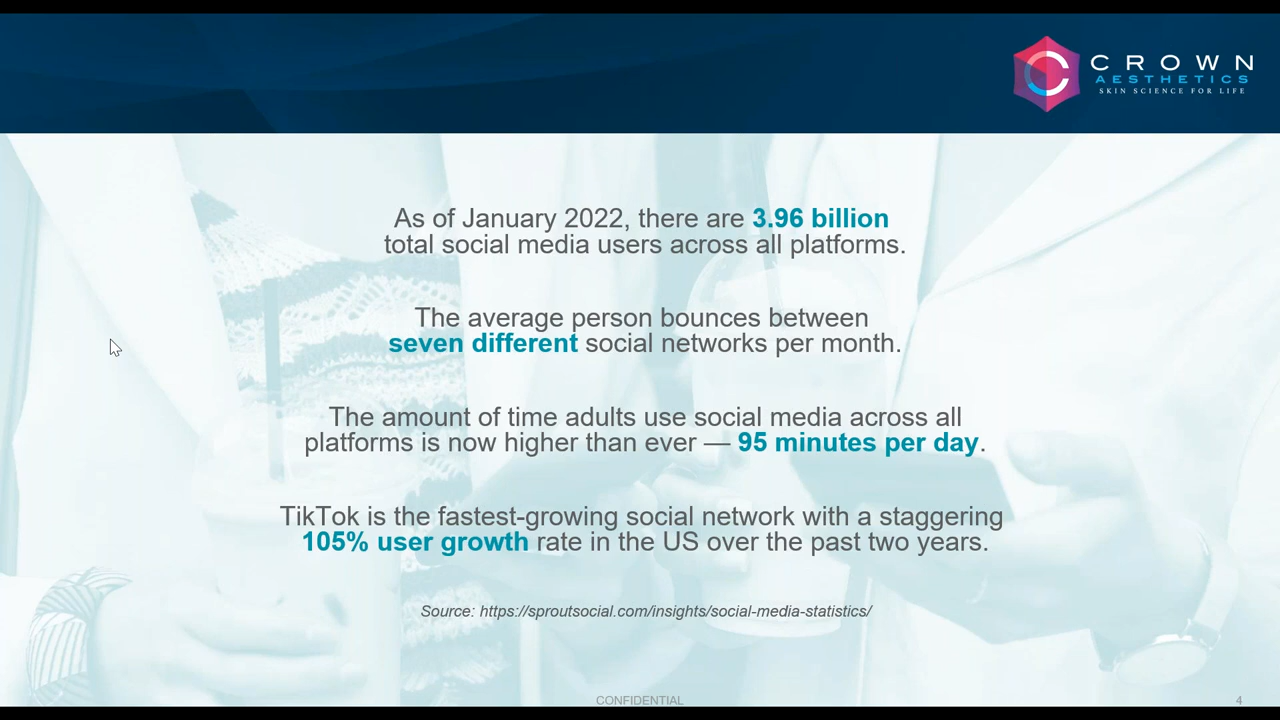 CROWN
AESTHETICS
SKIN SCIENCE FOR LIFE
As of January 2022, there are 3.96 billion
total social media users across all platforms.
The average person bounces between
seven different social networks per month.
The amount of time adults use social media across all
platforms is now higher than ever — 95 minutes per day.
TikTok is the fastest-growing social network with a staggering
105% user growth rate in the US over the past two years.
Source: https://sproutsocial.com/insights/social-media-statistics/
CONFIDENTIAL
4